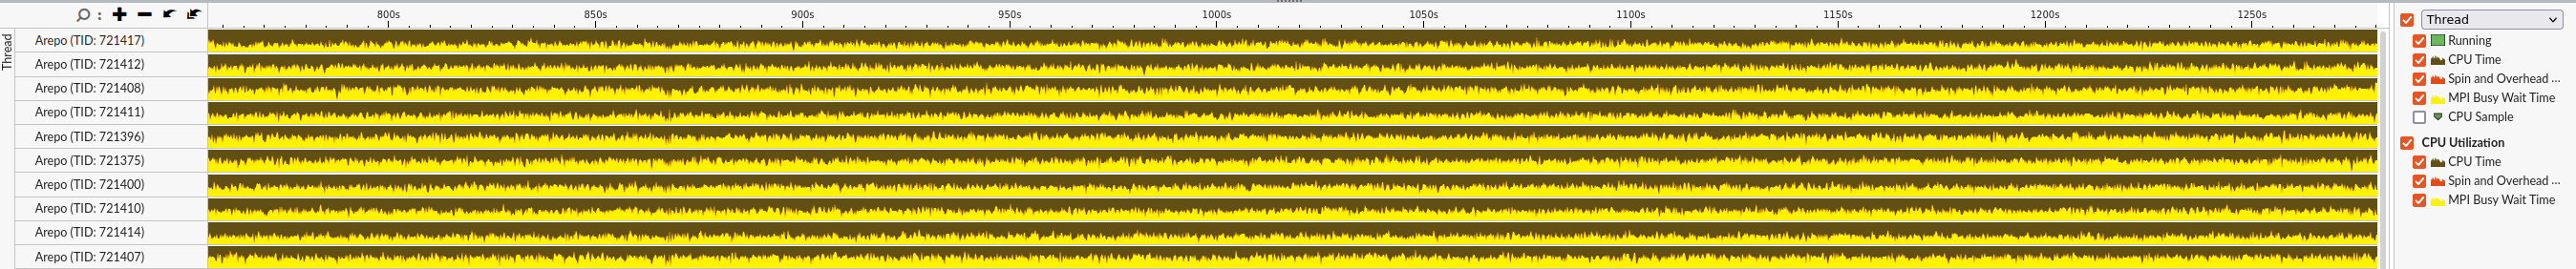 800s 850s 900s 950s 1000s 1050s 1100s 1150s 1200s 1250s
Thread
Arepo (TID: 721417)
Arepo (TID: 721412)
Arepo (TID: 721408)
Arepo (TID: 721411)
Arepo (TID: 721396)
Arepo (TID: 721375)
Arepo (TID: 721400)
Arepo (TID: 721410)
Arepo (TID: 721414)
Arepo (TID: 721407)
Thread
Running
CPU Time
Spin and Overhead ...
MPI Busy Wait Time
CPU Sample
CPU Utilization
CPU Time
Spin and Overhead ...
MPI Busy Wait Time